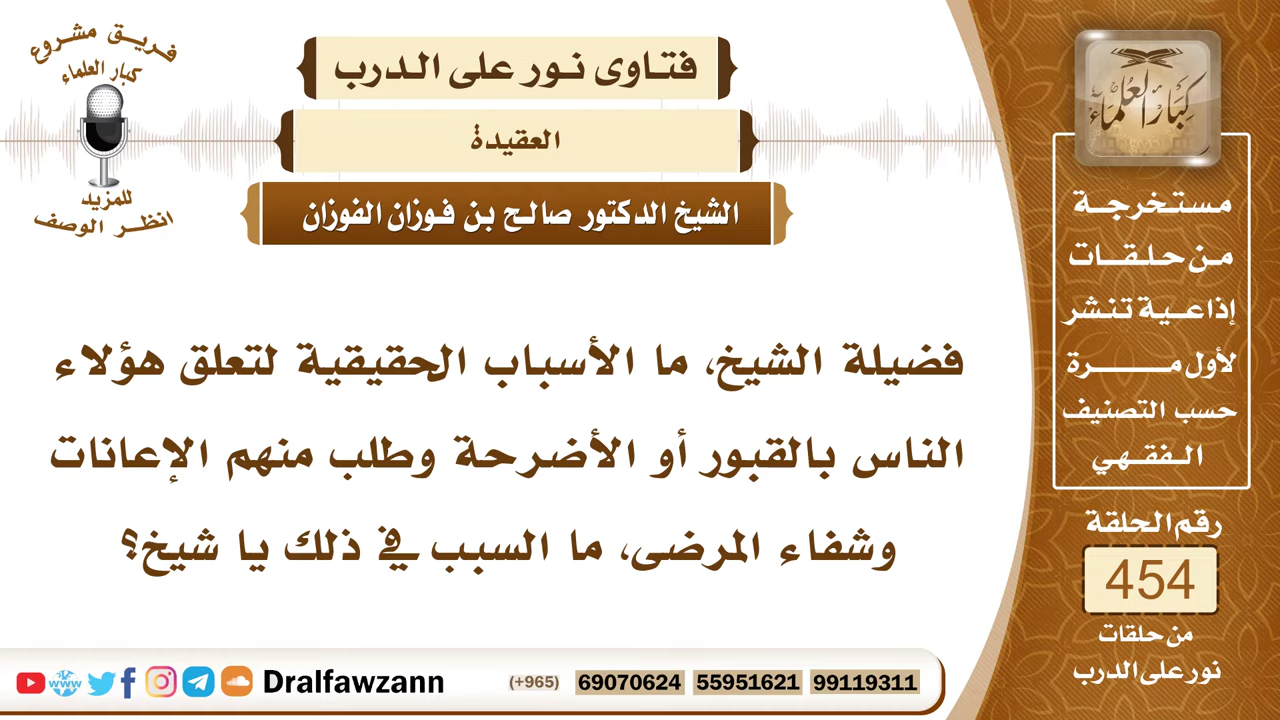 فريق مشروع
كبار العلماء
للمزيد
انظر الوصف
فتاوى نور على الدرب
العقيدة
الشيخ الدكتور صالح بن فوزان الفوزان
فضيلة الشيخ، ما الأسباب الحقيقية لتعلق هؤلاء
الناس بالقبور أو الأضرحة وطلب منهم الإعانات
وشفاء المرضى، ما السبب في ذلك يا شيخ؟
كبار العلماء
مستخرجة
من حلقات
إذاعية تنشر
لأول مرة
حسب التصنيف
الفقهي
رقم الحلقة
454
من حلقات
نور على الدرب
www
Dralfawzann (+965) 69070624 55951621 99119311